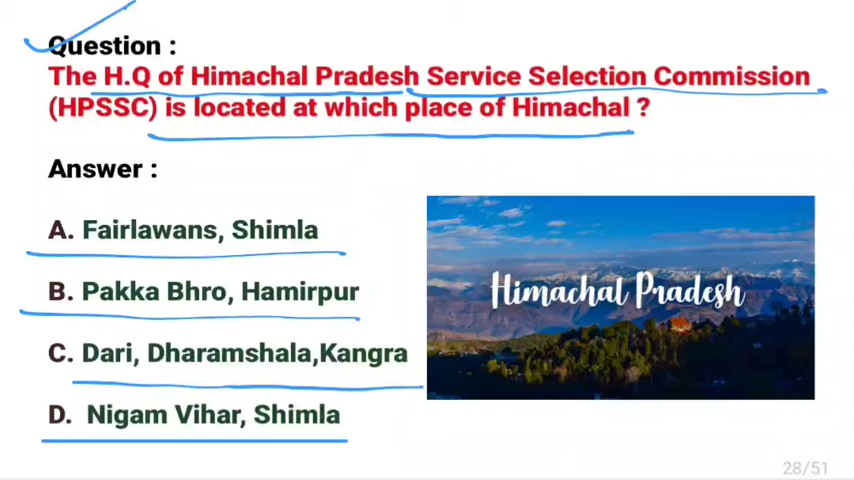 Question :
The H.Q of Himachal Pradesh Service Selection Commission
(HPSSC) is located at which place of Himachal ?
Answer :
A. Fairlawans, Shimla
B. Pakka Bhro, Hamirpur
C. Dari, Dharamshala,Kangra
D. Nigam Vihar, Shimla
Himachal Pradesh
28/51